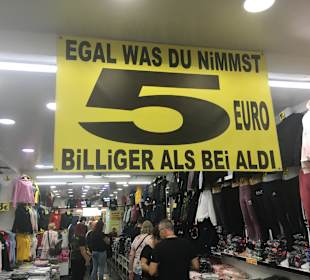 EGAL WAS DU NiMMST
5 EURO
BiLLiGER ALS BEi ALDI